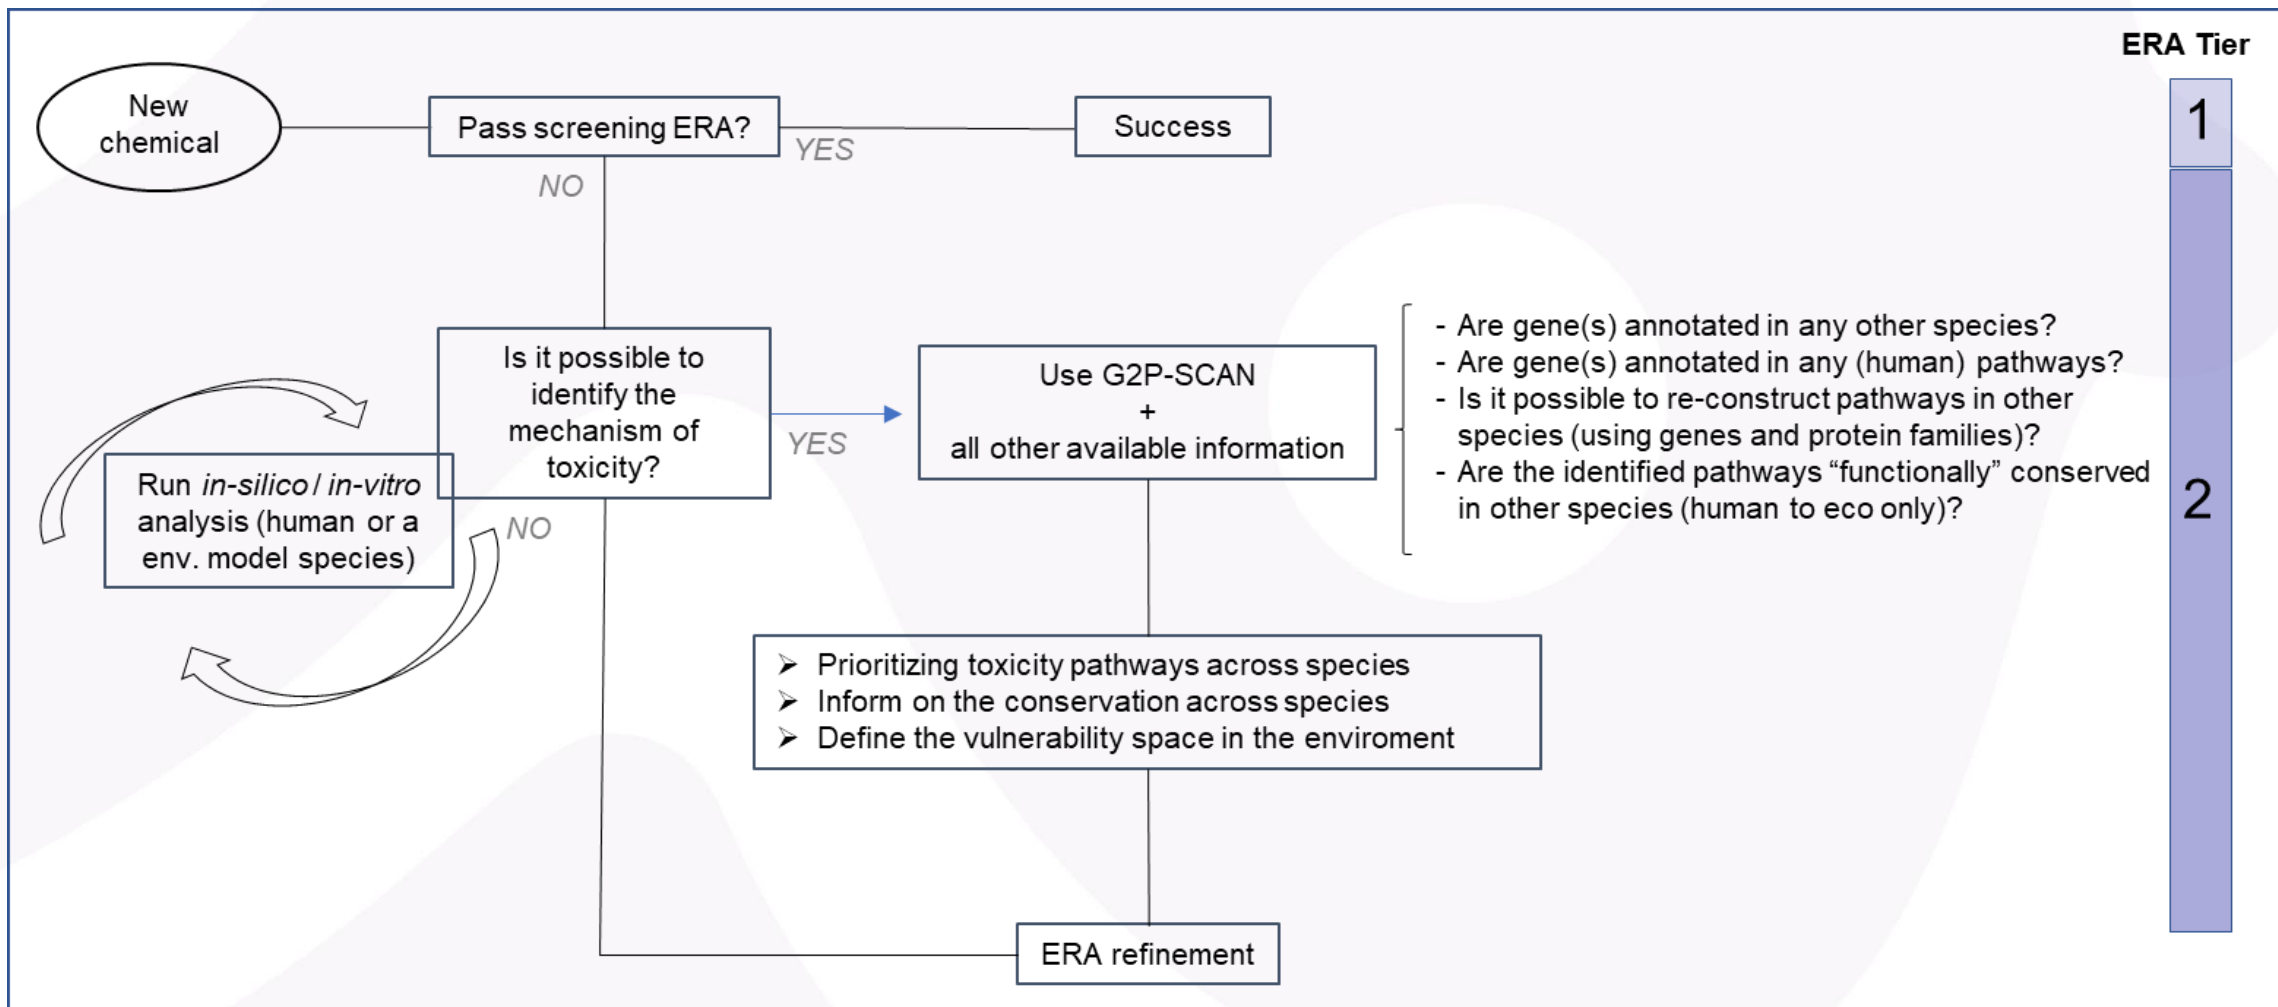 ERA Tier
New
chemical
Pass screening ERA?
YES
Success
1
NO
Is it possible to
identify the
mechanism of
toxicity?
YES
NO
Run in-silico / in-vitro
analysis (human or a
env. model species)
Use G2P-SCAN
+
all other available information
- Are gene(s) annotated in any other species?
- Are gene(s) annotated in any (human) pathways?
- Is it possible to re-construct pathways in other
species (using genes and protein families)?
- Are the identified pathways “functionally” conserved
in other species (human to eco only)?
2
➢ Prioritizing toxicity pathways across species
➢ Inform on the conservation across species
➢ Define the vulnerability space in the enviroment
ERA refinement